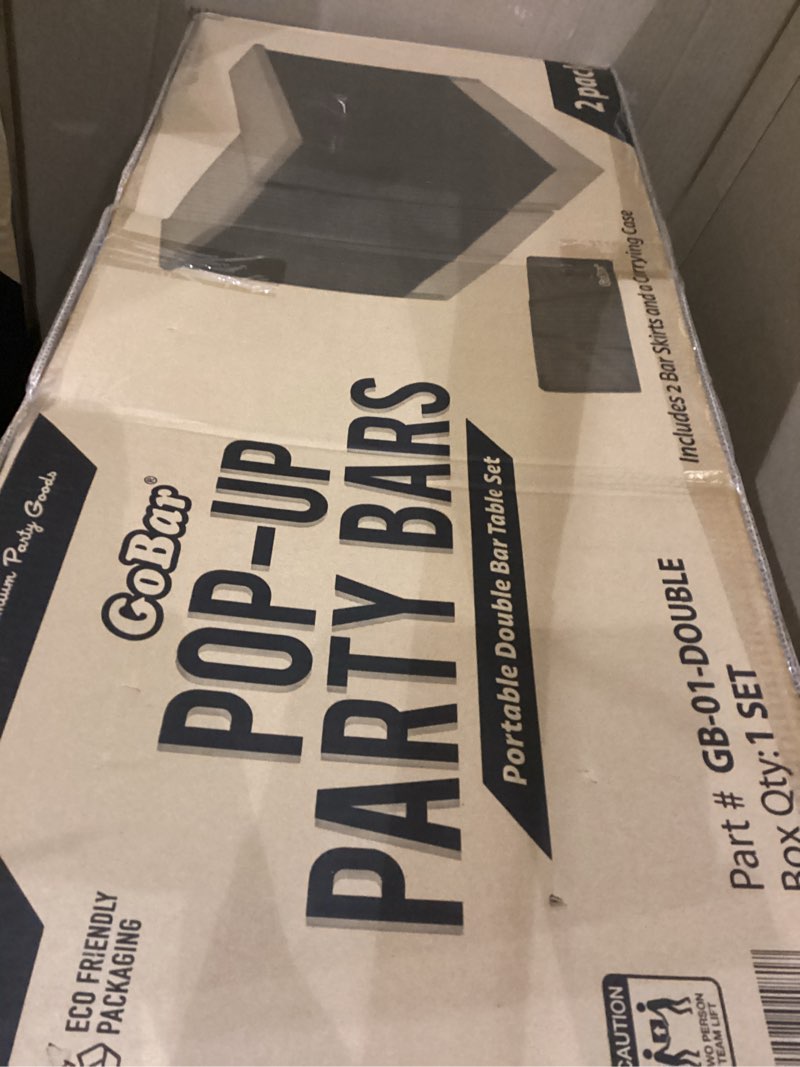 2 pack
Includes 2 Bar Skirts and a Carrying Case
Party Goods
GoBar®
POP-UP
PARTY BARS
Portable Double Bar Table Set
Part # GB-01-DOUBLE
Box Qty: 1 SET
ECO FRIENDLY
PACKAGING
CAUTION
PERSON
TEAM LIFT